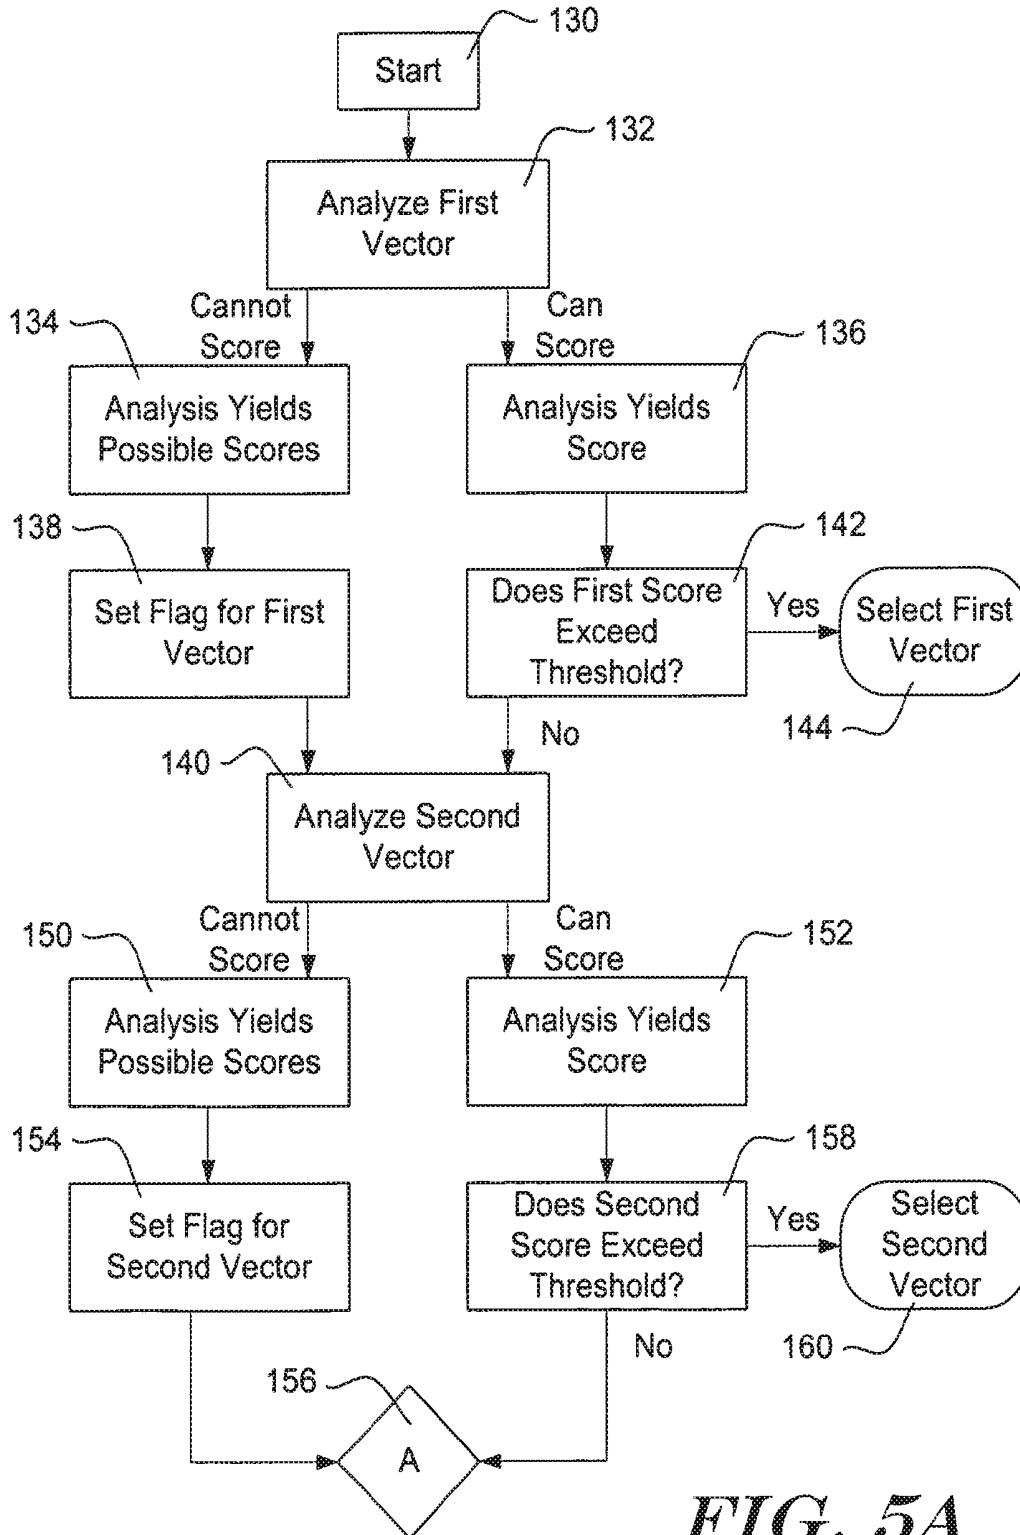 130
Start
132
Analyze First
Vector
Cannot
Score
Can
Score
134
136
Analysis Yields
Possible Scores
Analysis Yields
Score
138
142
Set Flag for First
Vector
Does First Score
Exceed
Threshold?
Yes
Select First
Vector
144
No
140
Analyze Second
Vector
Cannot
Score
Can
Score
150
152
Analysis Yields
Possible Scores
Analysis Yields
Score
154
158
Set Flag for
Second Vector
Does Second
Score Exceed
Threshold?
Yes
Select
Second
Vector
160
No
156
A
FIG. 5A